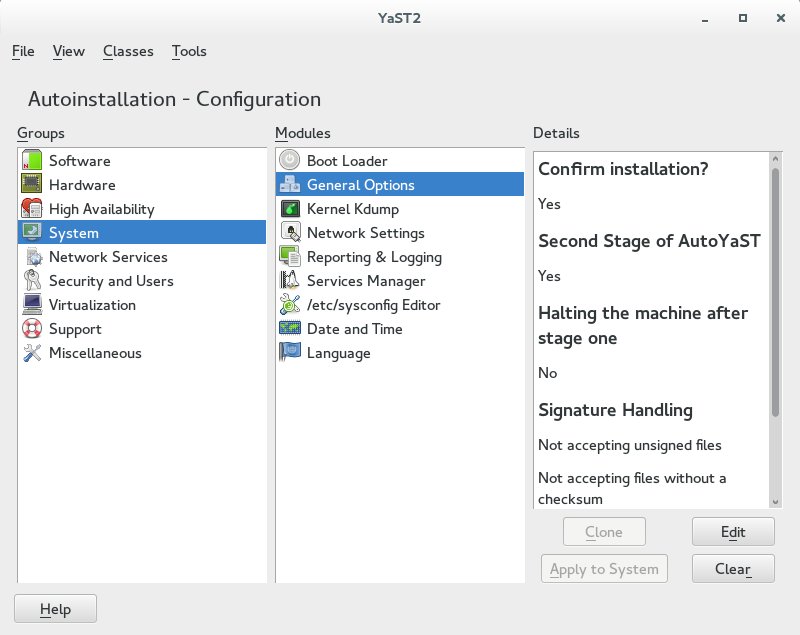 YaST2
File View Classes Tools
Autoinstallation - Configuration
Groups
Software
Hardware
High Availability
System
Network Services
Security and Users
Virtualization
Support
Miscellaneous
Modules
Boot Loader
General Options
Kernel Kdump
Network Settings
Reporting & Logging
Services Manager
/etc/sysconfig Editor
Date and Time
Language
Details
Confirm installation?
Yes
Second Stage of AutoYaST
Yes
Halting the machine after
stage one
No
Signature Handling
Not accepting unsigned files
Not accepting files without a
checksum
Clone Edit
Apply to System Clear
Help